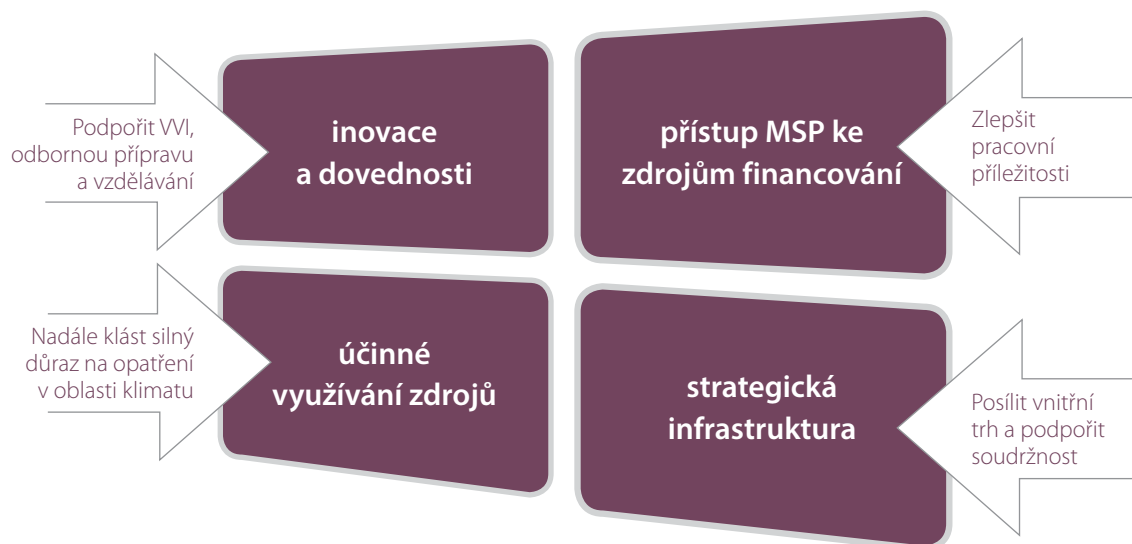 Podpořit VVI,
odbornou přípravu
a vzdělávání
inovace
a dovednosti
přístup MSP ke
zdrojům financování
Zlepšit
pracovní
příležitosti
Nadále klást silný
důraz na opatření
v oblasti klimatu
účinné
využívání zdrojů
strategická
infrastruktura
Posílit vnitřní
trh a podpořit
soudržnost